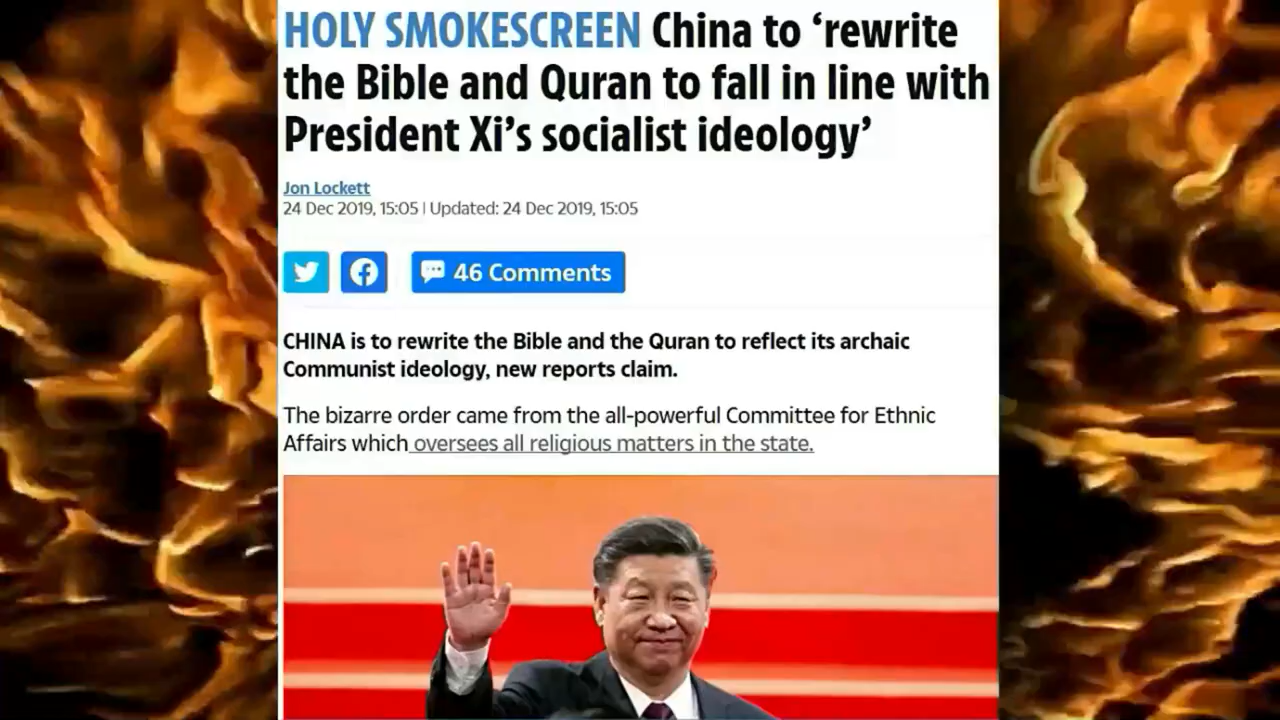 HOLY SMOKESCREEN China to ‘rewrite
the Bible and Quran to fall in line with
President Xi’s socialist ideology’
Jon Lockett
24 Dec 2019, 15:05 | Updated: 24 Dec 2019, 15:05
46 Comments
CHINA is to rewrite the Bible and the Quran to reflect its archaic
Communist ideology, new reports claim.
The bizarre order came from the all-powerful Committee for Ethnic
Affairs which oversees all religious matters in the state.